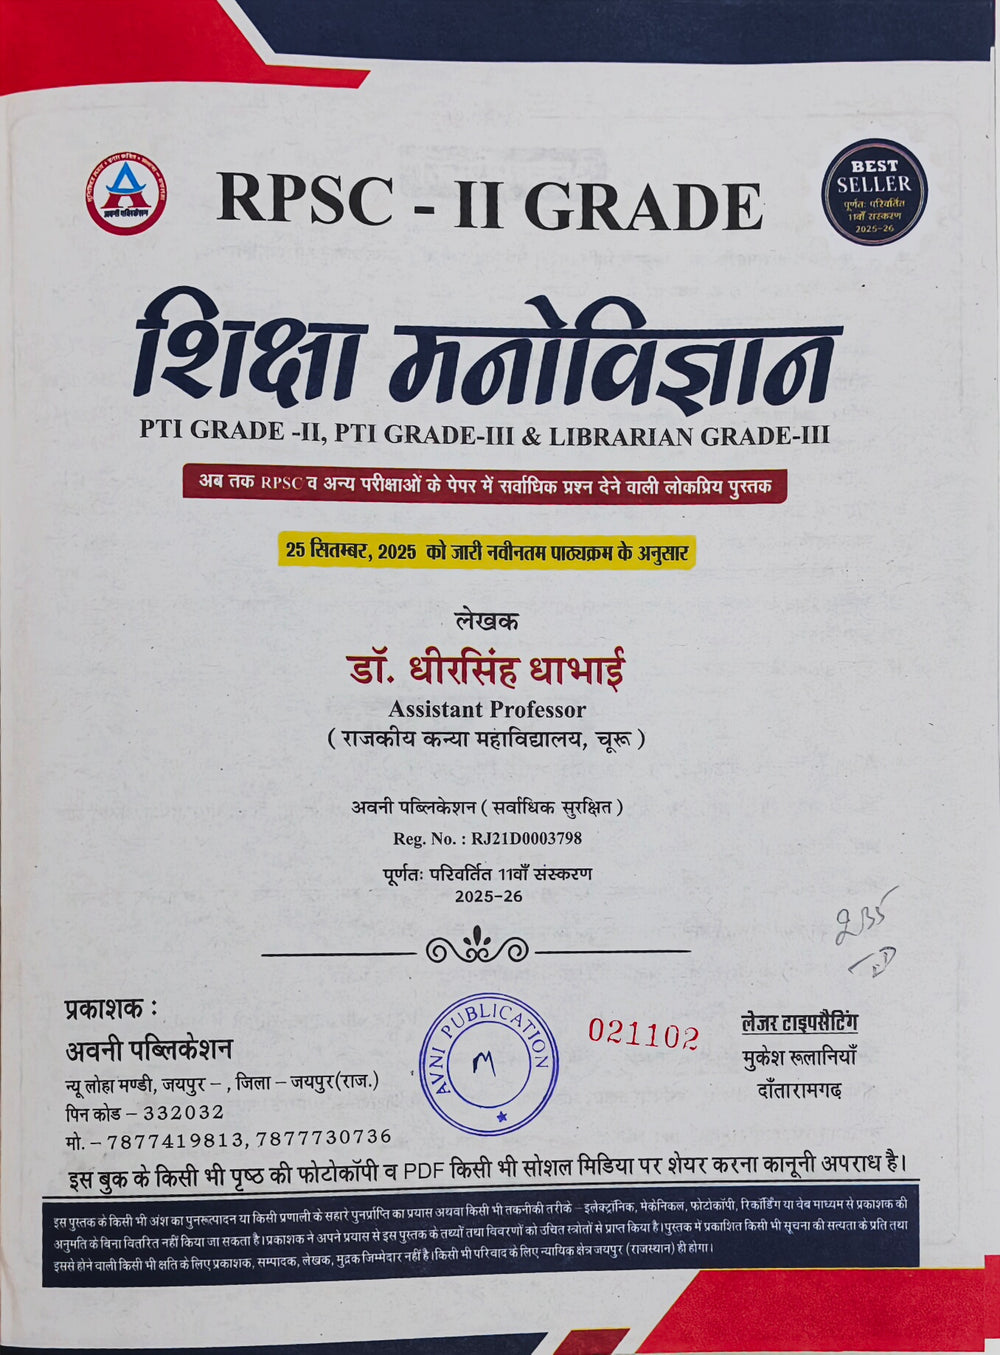 RPSC - II GRADE
अवनी पब्लिकेशन
BEST
SELLER
पूर्णतः परिवर्तित
11वाँ संस्करण
2025-26
शिक्षा मनोविज्ञान
PTI GRADE -II, PTI GRADE-III & LIBRARIAN GRADE-III
अब तक RPSC व अन्य परीक्षाओं के पेपर में सर्वाधिक प्रश्न देने वाली लोकप्रिय पुस्तक
25 सितम्बर, 2025 को जारी नवीनतम पाठ्यक्रम के अनुसार
लेखक
डॉ. धीरसिंह धाभाई
Assistant Professor
( राजकीय कन्या महाविद्यालय, चूरू )
अवनी पब्लिकेशन ( सर्वाधिक सुरक्षित )
Reg. No. : RJ21D0003798
पूर्णतः परिवर्तित 11वाँ संस्करण
2025-26
प्रकाशक :
अवनी पब्लिकेशन
न्यू लोहा मण्डी, जयपुर - , जिला - जयपुर(राज.)
पिन कोड - 332032
मो. - 7877419813, 7877730736
AVNI PUBLICATION
021102
लेजर टाइपसैटिंग
मुकेश रूलानियाँ
दाँतारामगढ
इस बुक के किसी भी पृष्ठ की फोटोकॉपी व PDF किसी भी सोशल मिडिया पर शेयर करना कानूनी अपराध है।
इस पुस्तक के किसी भी अंश का पुनरूत्पादन या किसी प्रणाली के सहारे पुनर्प्राप्ति का प्रयास अथवा किसी भी तकनीकी तरीके - इलेक्ट्रॉनिक, मेकेनिकल, फोटोकॉपी, रिकॉर्डिंग या वेब माध्यम से प्रकाशक की
अनुमति के बिना वितरित नहीं किया जा सकता है। प्रकाशक ने अपने प्रयास से इस पुस्तक के तथ्यों तथा विवरणों को उचित स्त्रोतों से प्राप्त किया है। पुस्तक में प्रकाशित किसी भी सूचना की सत्यता के प्रति तथा
इससे होने वाली किसी भी क्षति के लिए प्रकाशक, सम्पादक, लेखक, मुद्रक जिम्मेदार नहीं है। किसी भी परिवाद के लिए न्यायिक क्षेत्र जयपुर (राजस्थान) ही होगा।